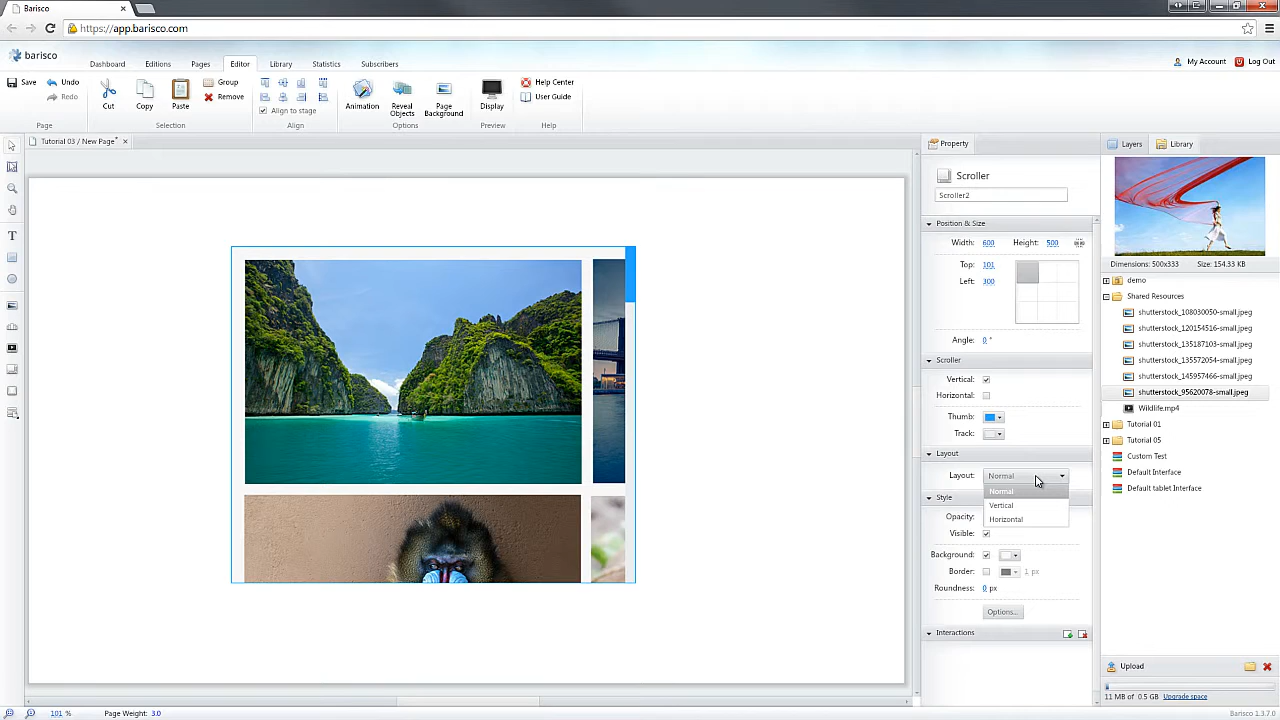 Barisco
https://app.barisco.com
barisco
Dashboard Editions Pages Editor Library Statistics Subscribers
My Account Log Out
Save Undo Redo
Page
Cut Copy Paste Group Remove
Selection
Align to stage
Align
Animation Reveal Objects Page Background
Options
Display
Preview
Help Center
User Guide
Help
Tutorial 03 / New Page*
Property
Scroller
Scroller2
Position & Size
Width: 600 Height: 500
Top: 101
Left: 300
Angle: 0 °
Scroller
Vertical:
Horizontal:
Thumb:
Track:
Layout
Layout: Normal
Normal
Vertical
Horizontal
Style
Opacity:
Visible:
Background:
Border: 1 px
Roundness: 0 px
Options...
Interactions
Layers Library
Dimensions: 500x333 Size: 154.33 KB
demo
Shared Resources
shutterstock_108030050-small.jpeg
shutterstock_120154516-small.jpeg
shutterstock_135187103-small.jpeg
shutterstock_135572054-small.jpeg
shutterstock_145957466-small.jpeg
shutterstock_95620078-small.jpeg
Wildlife.mp4
Tutorial 01
Tutorial 05
Custom Test
Default Interface
Default tablet Interface
Upload
11 MB of 0.5 GB Upgrade space
101 % Page Weight: 3.0
Barisco 1.3.7.0